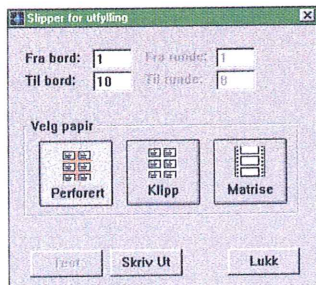 Slipper for utfylling
Fra bord: 1 Fra runde: 1
Til bord: 10 Til runde: 8
Velg papir
Perforert Klipp Matrise
Test Skriv Ut Lukk